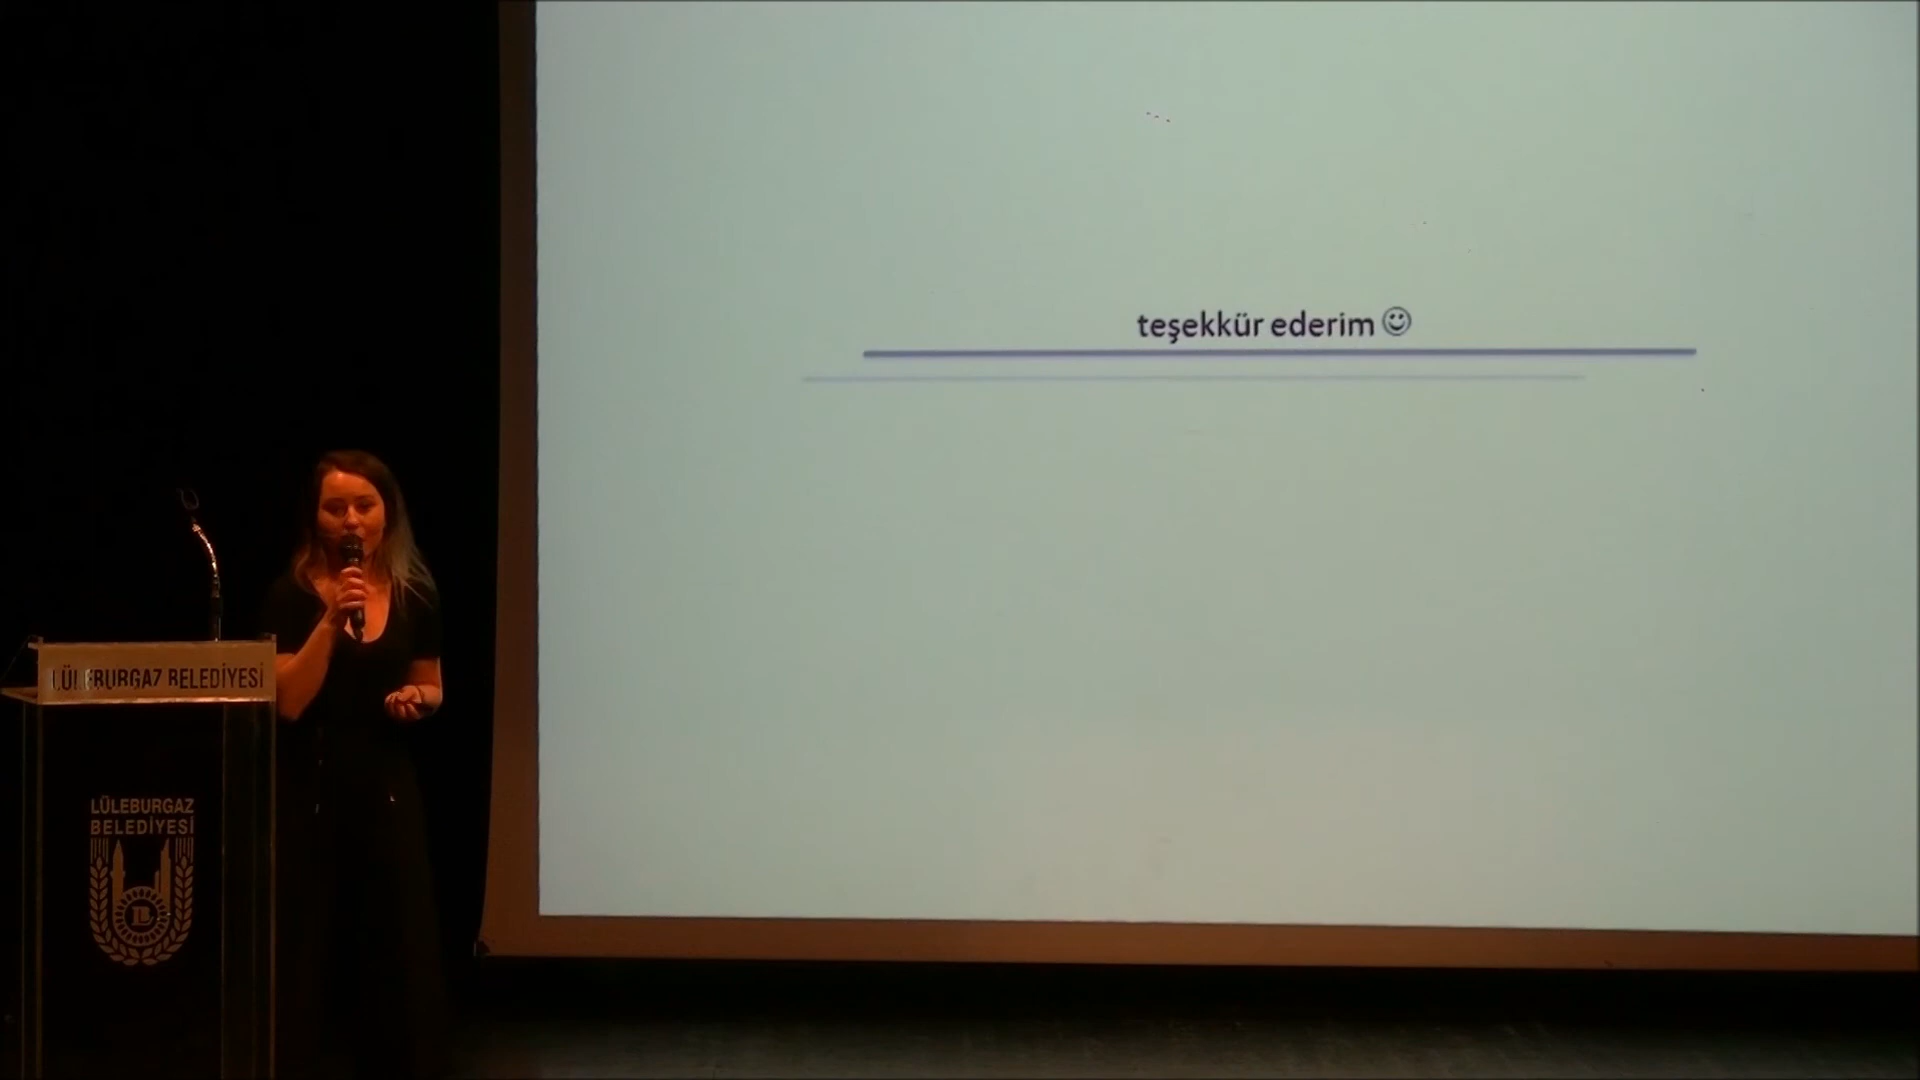 teşekkür ederim ☺
LÜLEBURGAZ BELEDİYESİ
LÜLEBURGAZ
BELEDİYESİ
L